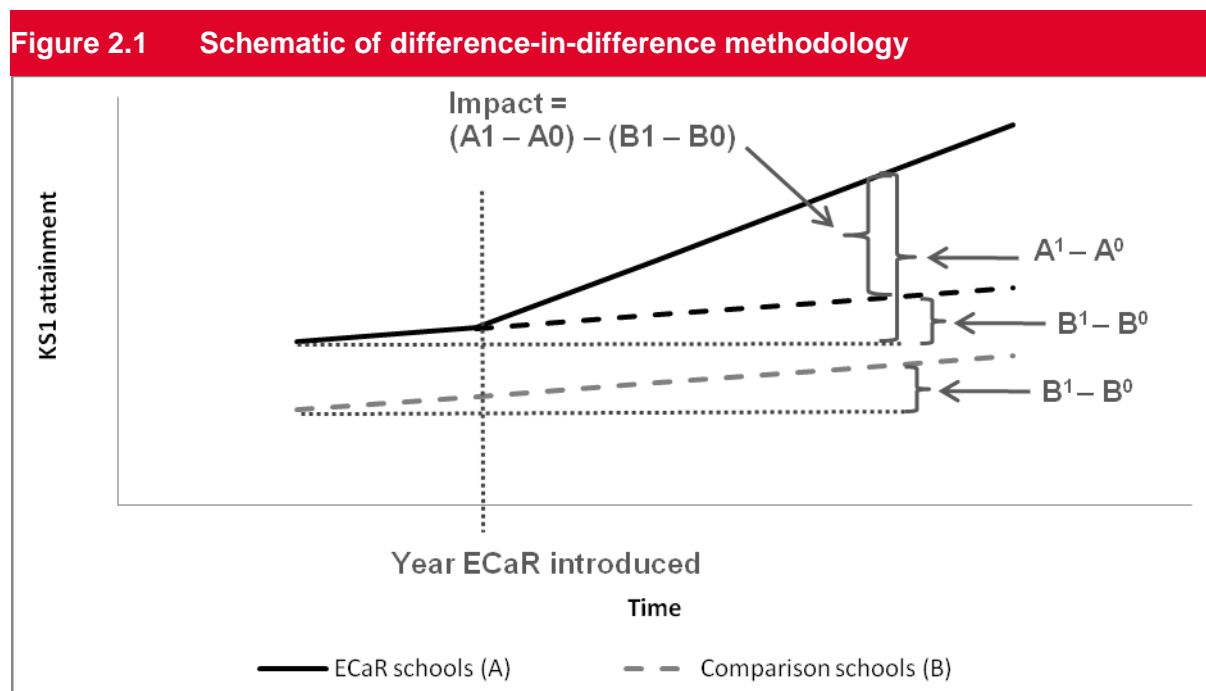 Figure 2.1 Schematic of difference-in-difference methodology
Impact =
(A1 – A0) – (B1 – B0)
KS1 attainment
A¹ – A⁰
B¹ – B⁰
B¹ – B⁰
Year ECaR introduced
Time
ECaR schools (A)
Comparison schools (B)